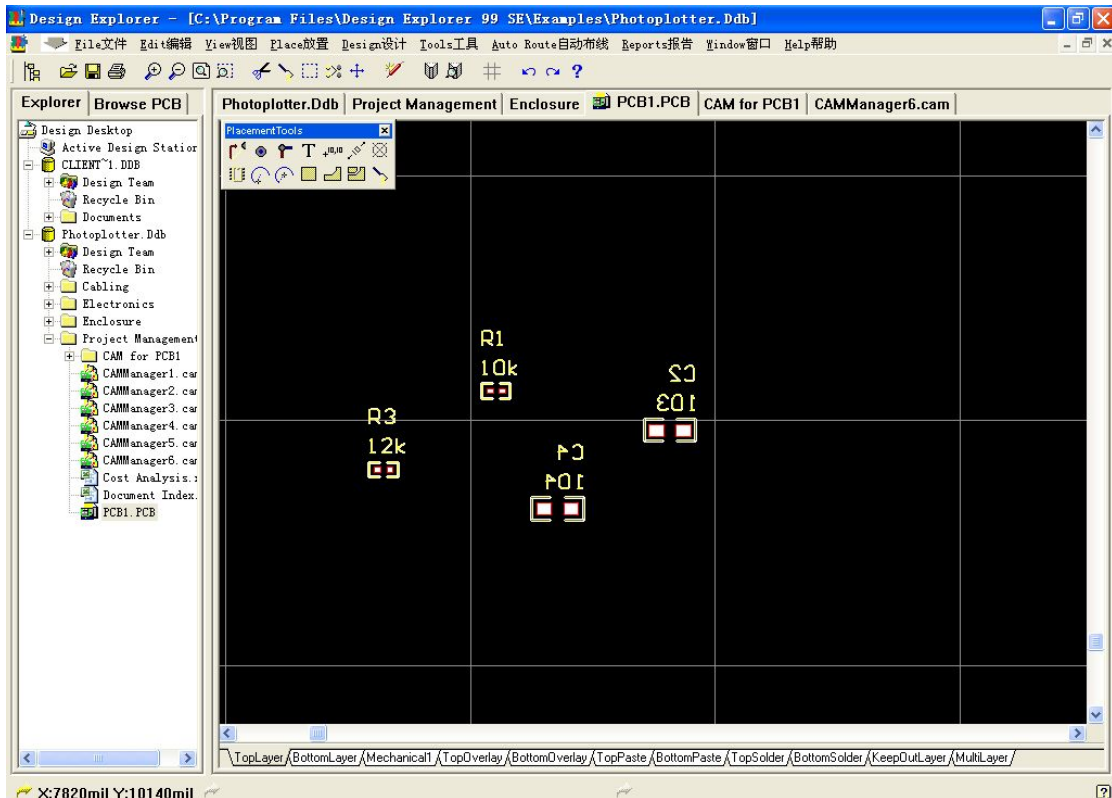 Design Explorer - [C:\Program Files\Design Explorer 99 SE\Examples\Photoplotter.Ddb]
File文件 Edit编辑 View视图 Place放置 Design设计 Tools工具 Auto Route自动布线 Reports报告 Window窗口 Help帮助
Explorer Browse PCB
Photoplotter.Ddb Project Management Enclosure PCB1.PCB CAM for PCB1 CAMManager6.cam
PlacementTools
T +10,10
Design Desktop
Active Design Station
CLIENT~1.DDB
Design Team
Recycle Bin
Documents
Photoplotter.Ddb
Design Team
Recycle Bin
Cabling
Electronics
Enclosure
Project Management
CAM for PCB1
CAMManager1.car
CAMManager2.car
CAMManager3.car
CAMManager4.car
CAMManager5.car
CAMManager6.car
Cost Analysis.
Document Index.
PCB1.PCB
R1
10k
R3
12k
C2
103
C4
104
TopLayer BottomLayer Mechanical1 TopOverlay BottomOverlay TopPaste BottomPaste TopSolder BottomSolder KeepOutLayer MultiLayer
X:7820mil Y:10140mil